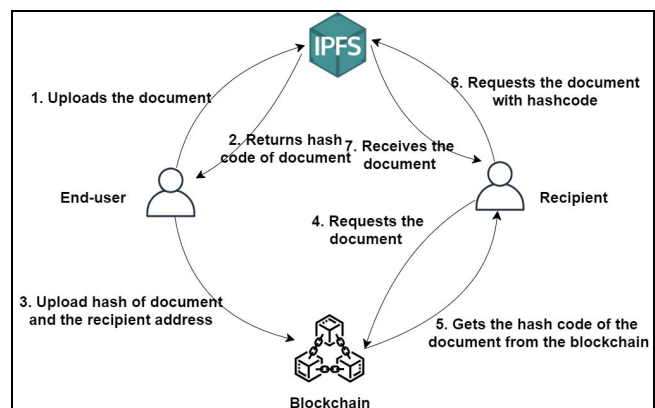 IPFS
1. Uploads the document
6. Requests the document
with hashcode
2. Returns hash
code of document
7. Receives the
document
End-user
Recipient
4. Requests the
document
3. Upload hash of document
and the recipient address
5. Gets the hash code of the
document from the blockchain
Blockchain